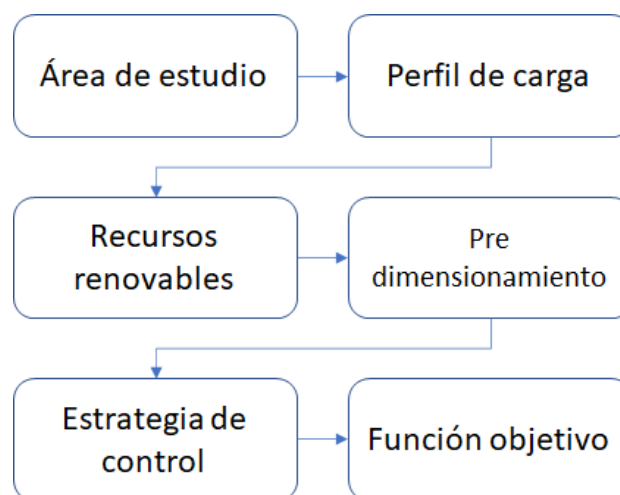 Área de estudio
Perfil de carga
Recursos
renovables
Pre
dimensionamiento
Estrategia de
control
Función objetivo